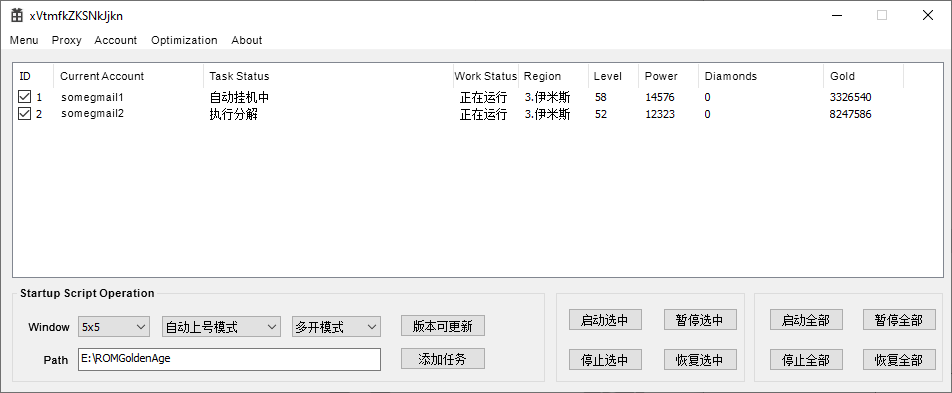 xVtmfkZKSNkJjkn
Menu Proxy Account Optimization About
ID Current Account Task Status Work Status Region Level Power Diamonds Gold
1 somegmail1 自动挂机中 正在运行 3.伊米斯 58 14576 0 3326540
2 somegmail2 执行分解 正在运行 3.伊米斯 52 12323 0 8247586
Startup Script Operation
Window 5x5 自动上号模式 多开模式 版本可更新 启动选中 暂停选中 启动全部 暂停全部
Path E:\ROMGoldenAge 添加任务 停止选中 恢复选中 停止全部 恢复全部